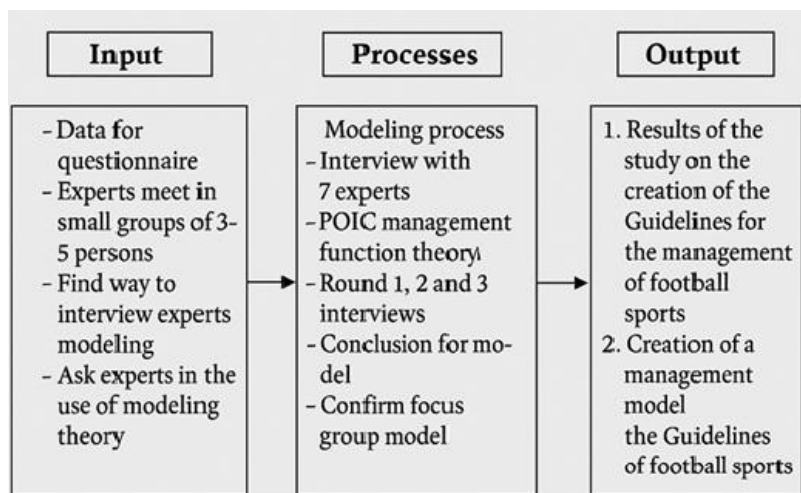 Input
- Data for
questionnaire
- Experts meet in
small groups of 3-
5 persons
- Find way to
interview experts
modeling
- Ask experts in the
use of modeling
theory
Processes
Modeling process
- Interview with
7 experts
- POIC management
function theory
- Round 1, 2 and 3
interviews
- Conclusion for mo-
del
- Confirm focus
group model
Output
1. Results of the
study on the
creation of the
Guidelines for
the management
of football
sports
2. Creation of a
management
model
the Guidelines
of football sports